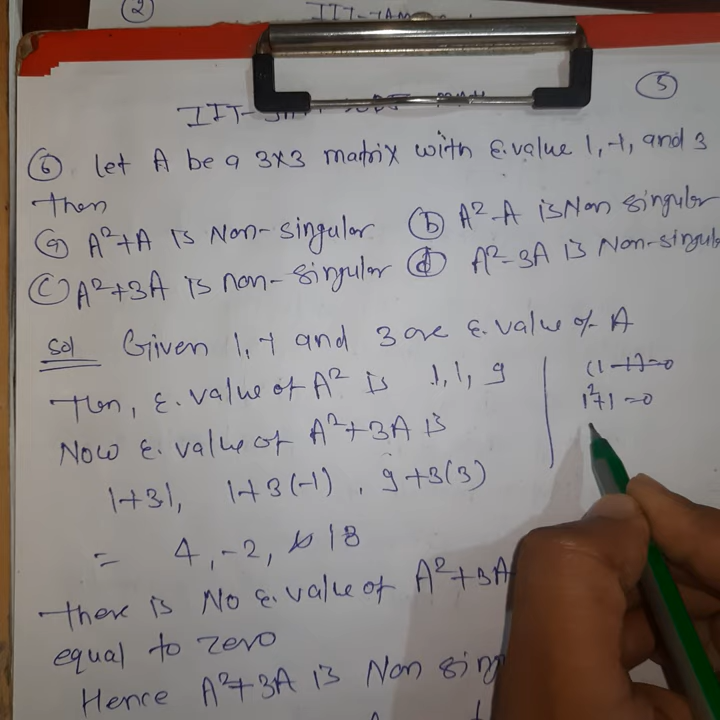 ②
⑤
⑥ let A be a 3x3 matrix with E.value 1,-1, and 3
Then
ⓐ A²+A is Non-singular ⓑ A²-A is Non singular
ⓒ A²+3A is non-singular ⓓ A²-3A is Non-singul
Sol Given 1,-1 and 3 are E.value of A
Then, E.value of A² is 1,1,9
Now E.value of A²+3A is
1+31, 1+3(-1), 9+3(3)
= 4,-2, 18
There is No E.value of A²+3A
equal to zero
Hence A²+3A is Non sing
(1-1)=0
1²+1=0